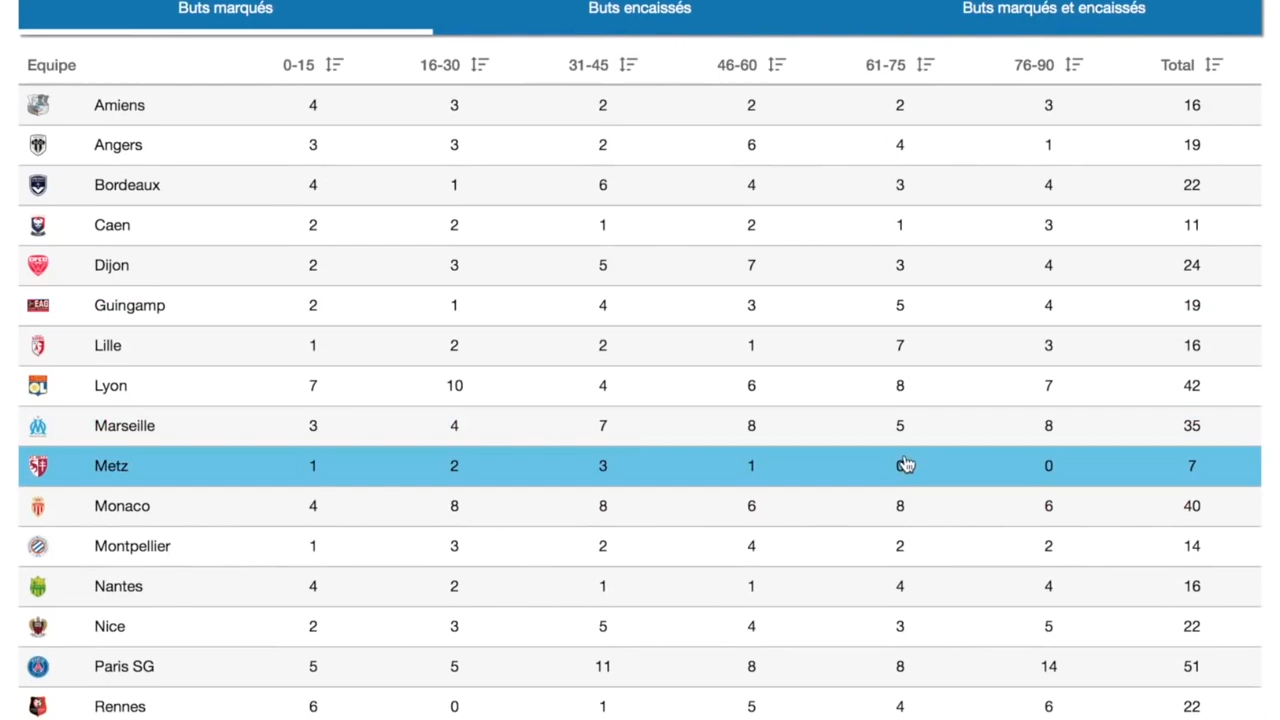 Buts marqués Buts encaissés Buts marqués et encaissés
Equipe 0-15 16-30 31-45 46-60 61-75 76-90 Total
Amiens 4 3 2 2 2 3 16
Angers 3 3 2 6 4 1 19
Bordeaux 4 1 6 4 3 4 22
Caen 2 2 1 2 1 3 11
Dijon 2 3 5 7 3 4 24
EAG Guingamp 2 1 4 3 5 4 19
Lille 1 2 2 1 7 3 16
OL Lyon 7 10 4 6 8 7 42
Marseille 3 4 7 8 5 8 35
Metz 1 2 3 1 0 7
Monaco 4 8 8 6 8 6 40
Montpellier 1 3 2 4 2 2 14
Nantes 4 2 1 1 4 4 16
Nice 2 3 5 4 3 5 22
Paris SG 5 5 11 8 8 14 51
Rennes 6 0 1 5 4 6 22